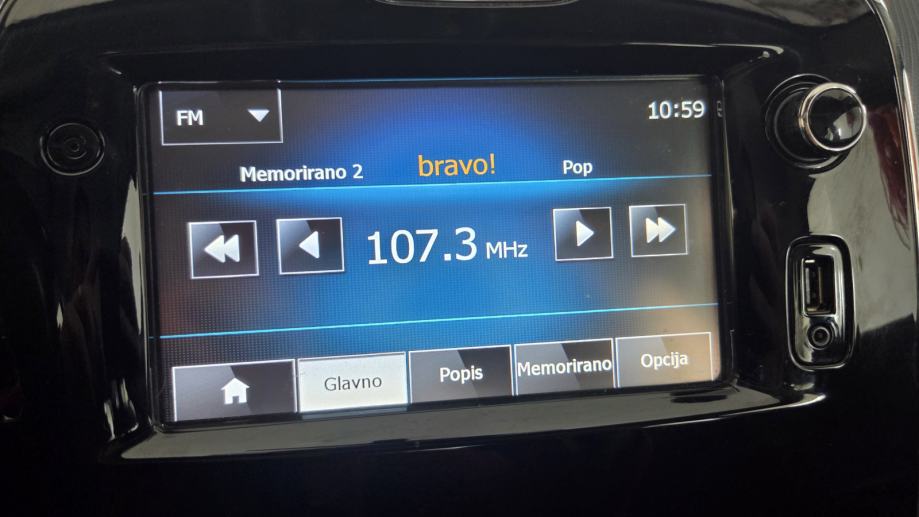 FM
10:59
Memorirano 2 bravo! Pop
107.3 MHz
Glavno Popis Memorirano Opcija